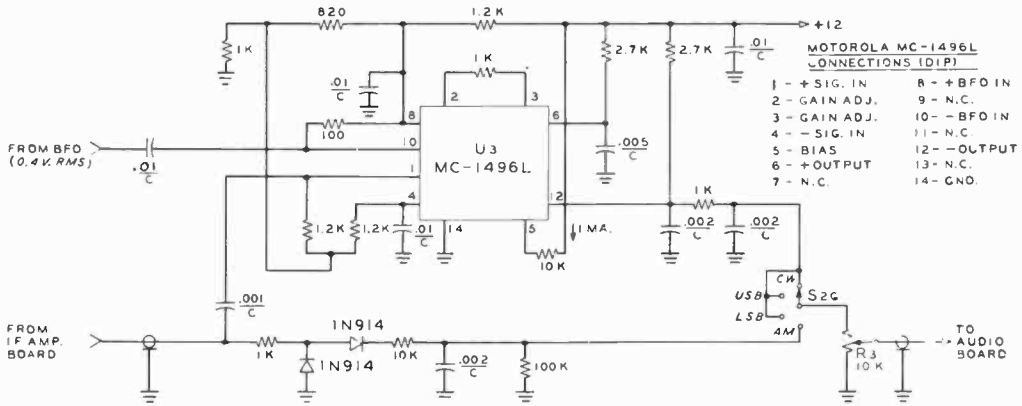 820
1.2K
+12
1K
2.7K
2.7K
.01/C
MOTOROLA MC-1496L
CONNECTIONS (DIP)
1 - + SIG. IN
2 - GAIN ADJ.
3 - GAIN ADJ.
4 - - SIG. IN
5 - BIAS
6 - + OUTPUT
7 - N.C.
8 - + BFO IN
9 - N.C.
10 - - BFO IN
11 - N.C.
12 - - OUTPUT
13 - N.C.
14 - GND.
1K
.01/C
2
3
100
8
6
10
1
4
U3
MC-1496L
12
14
5
.005/C
FROM BFO
(0.4V. RMS)
.01/C
1.2K
1.2K
.01/C
1 MA.
10K
1K
.002/C
.002/C
.001/C
CW
USB
LSB
AM
S2G
FROM
IF AMP.
BOARD
1K
1N914
1N914
10K
.002/C
100K
R3
10K
TO
AUDIO
BOARD